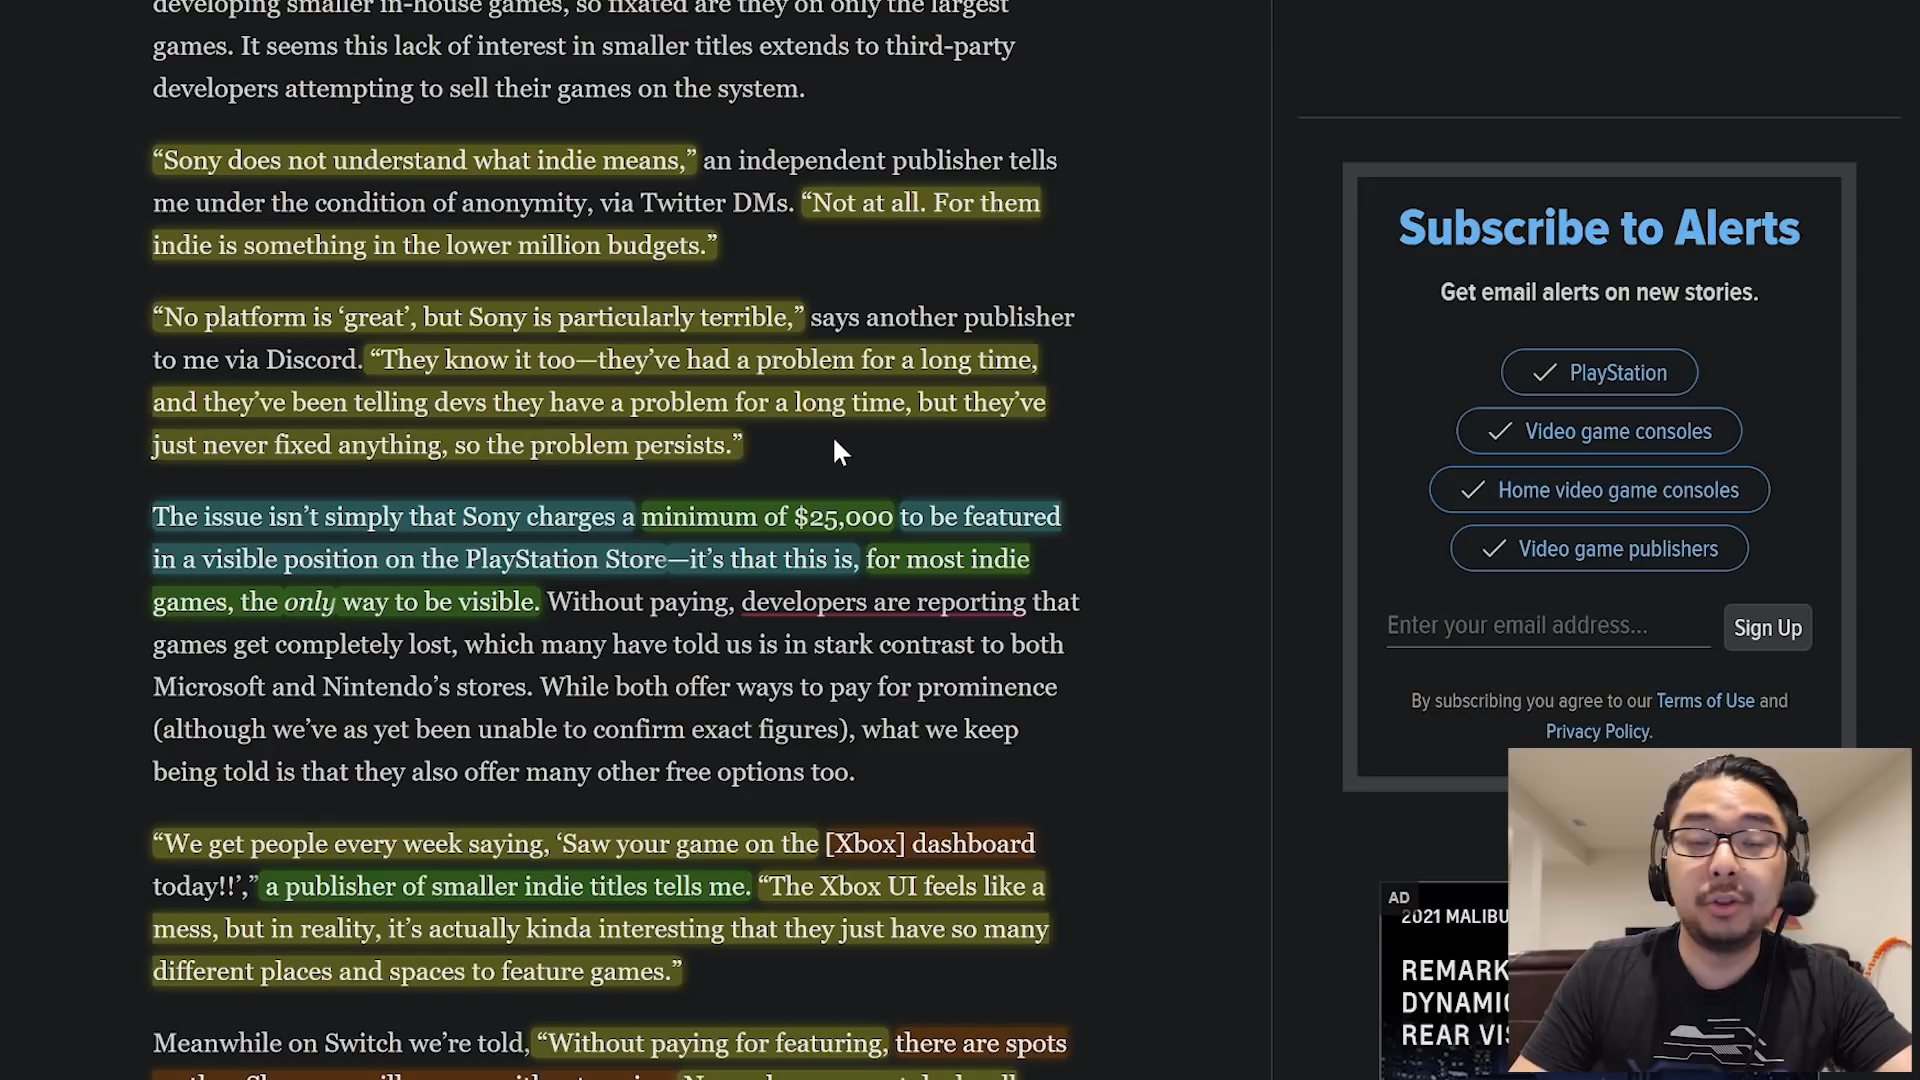 developing smaller in-house games, so fixated are they on only the largest
games. It seems this lack of interest in smaller titles extends to third-party
developers attempting to sell their games on the system.
“Sony does not understand what indie means,” an independent publisher tells
me under the condition of anonymity, via Twitter DMs. “Not at all. For them
indie is something in the lower million budgets.”
“No platform is ‘great’, but Sony is particularly terrible,” says another publisher
to me via Discord. “They know it too—they’ve had a problem for a long time,
and they’ve been telling devs they have a problem for a long time, but they’ve
just never fixed anything, so the problem persists.”
The issue isn’t simply that Sony charges a minimum of $25,000 to be featured
in a visible position on the PlayStation Store—it’s that this is, for most indie
games, the only way to be visible. Without paying, developers are reporting that
games get completely lost, which many have told us is in stark contrast to both
Microsoft and Nintendo’s stores. While both offer ways to pay for prominence
(although we’ve as yet been unable to confirm exact figures), what we keep
being told is that they also offer many other free options too.
“We get people every week saying, ‘Saw your game on the [Xbox] dashboard
today!!’,” a publisher of smaller indie titles tells me. “The Xbox UI feels like a
mess, but in reality, it’s actually kinda interesting that they just have so many
different places and spaces to feature games.”
Meanwhile on Switch we’re told, “Without paying for featuring, there are spots
Subscribe to Alerts
Get email alerts on new stories.
PlayStation
Video game consoles
Home video game consoles
Video game publishers
Enter your email address...
Sign Up
By subscribing you agree to our Terms of Use and
Privacy Policy.
AD
2021 MALIBU
REMARK
DYNAMIC
REAR VIS